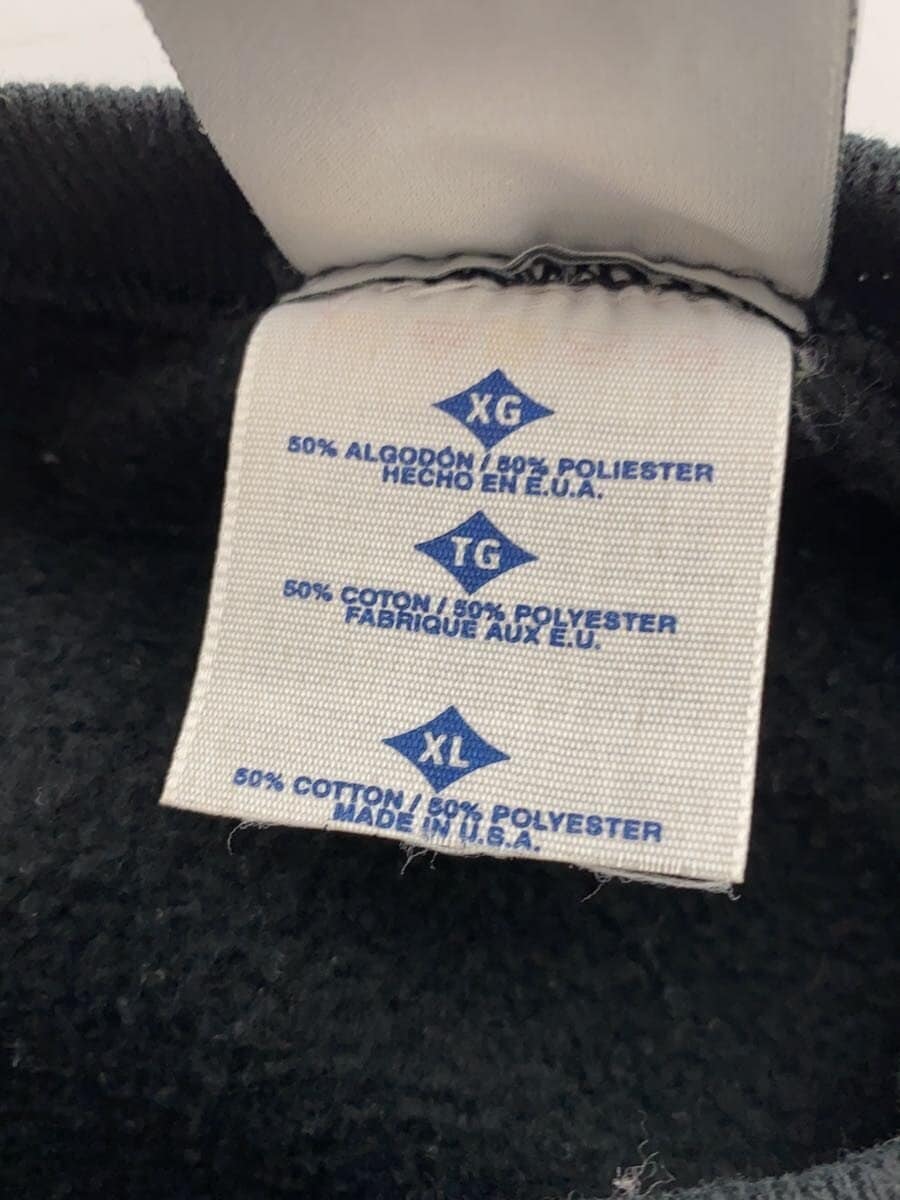 XG
50% ALGODÓN / 50% POLIESTER
HECHO EN E.U.A.
TG
50% COTON / 50% POLYESTER
FABRIQUE AUX E.U.
XL
50% COTTON / 50% POLYESTER
MADE IN U.S.A.